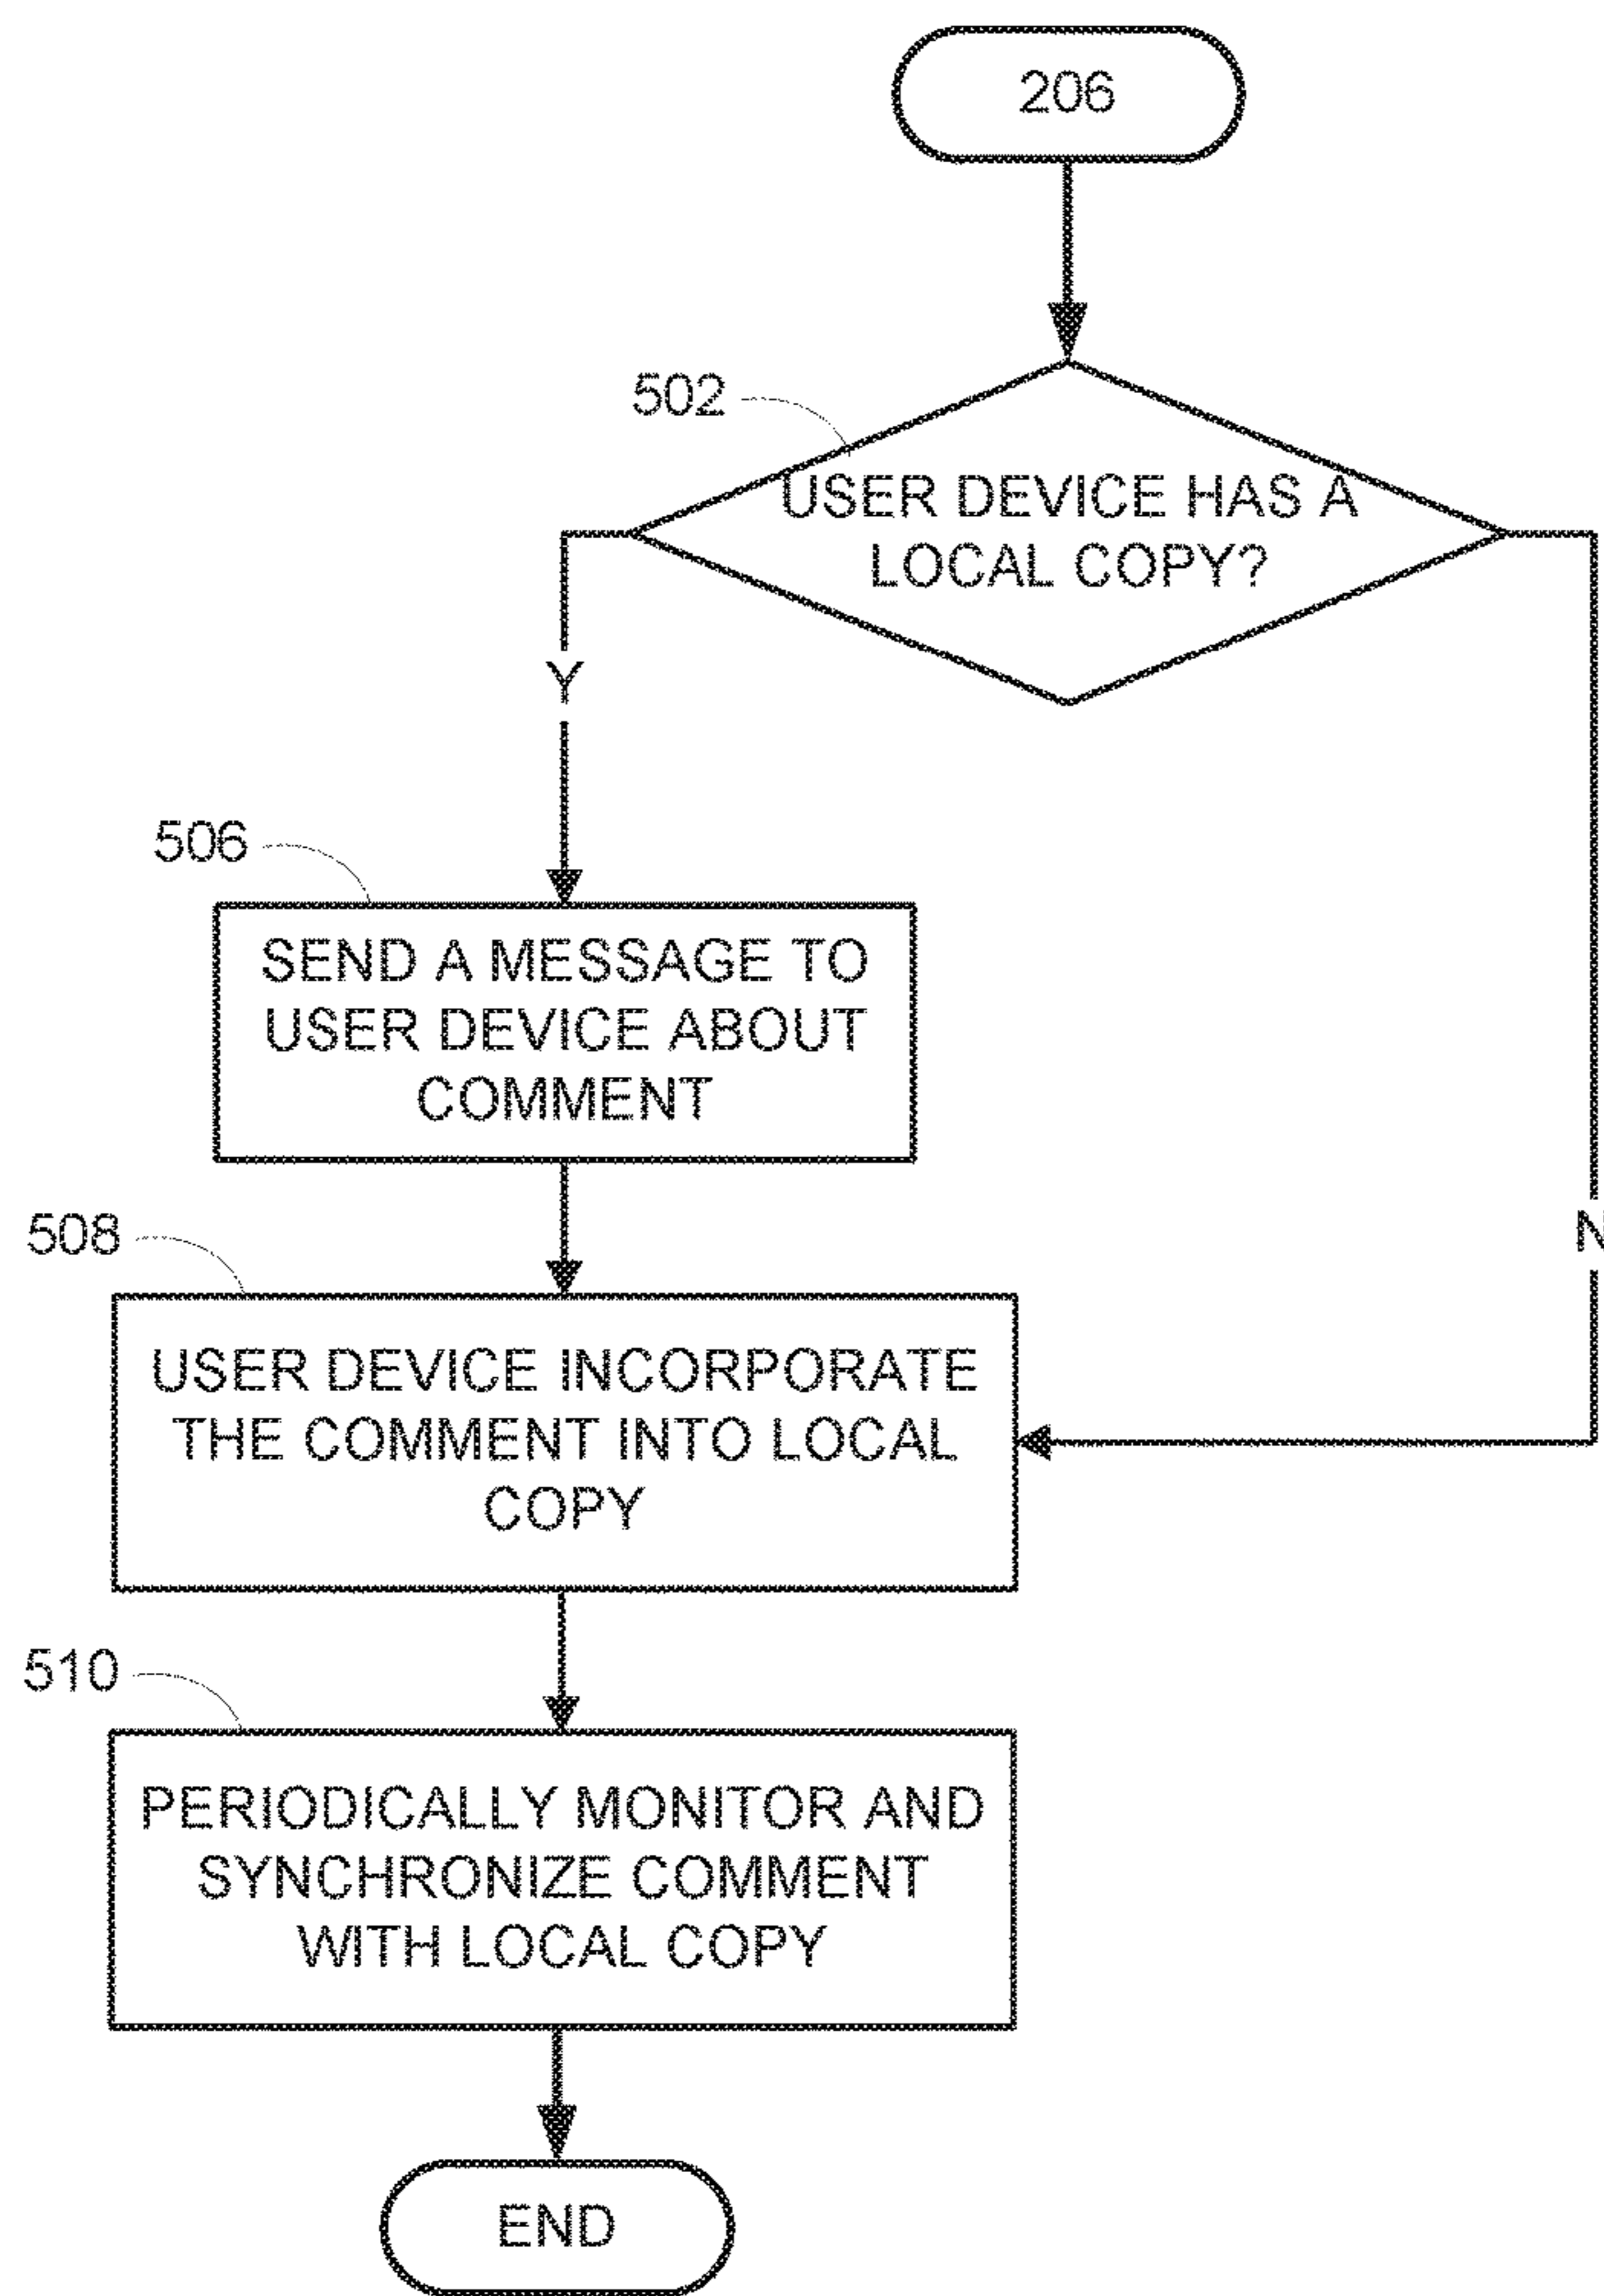 206
502
USER DEVICE HAS A
LOCAL COPY?
Y
506
SEND A MESSAGE TO
USER DEVICE ABOUT
COMMENT
508
N
USER DEVICE INCORPORATE
THE COMMENT INTO LOCAL
COPY
510
PERIODICALLY MONITOR AND
SYNCHRONIZE COMMENT
WITH LOCAL COPY
END